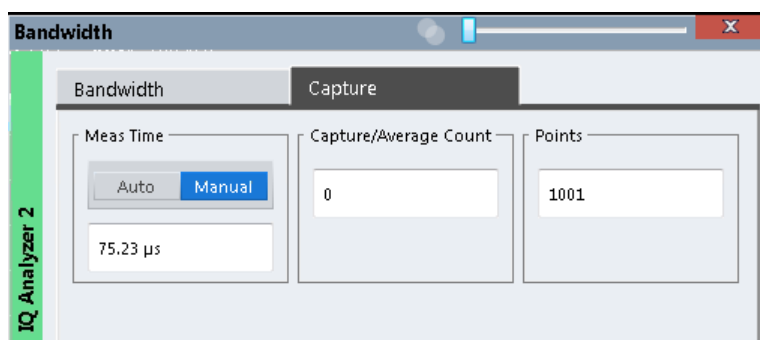 Bandwidth
X
Bandwidth
Capture
Meas Time
Capture/Average Count
Points
Auto
Manual
0
1001
75.23 µs
IQ Analyzer 2